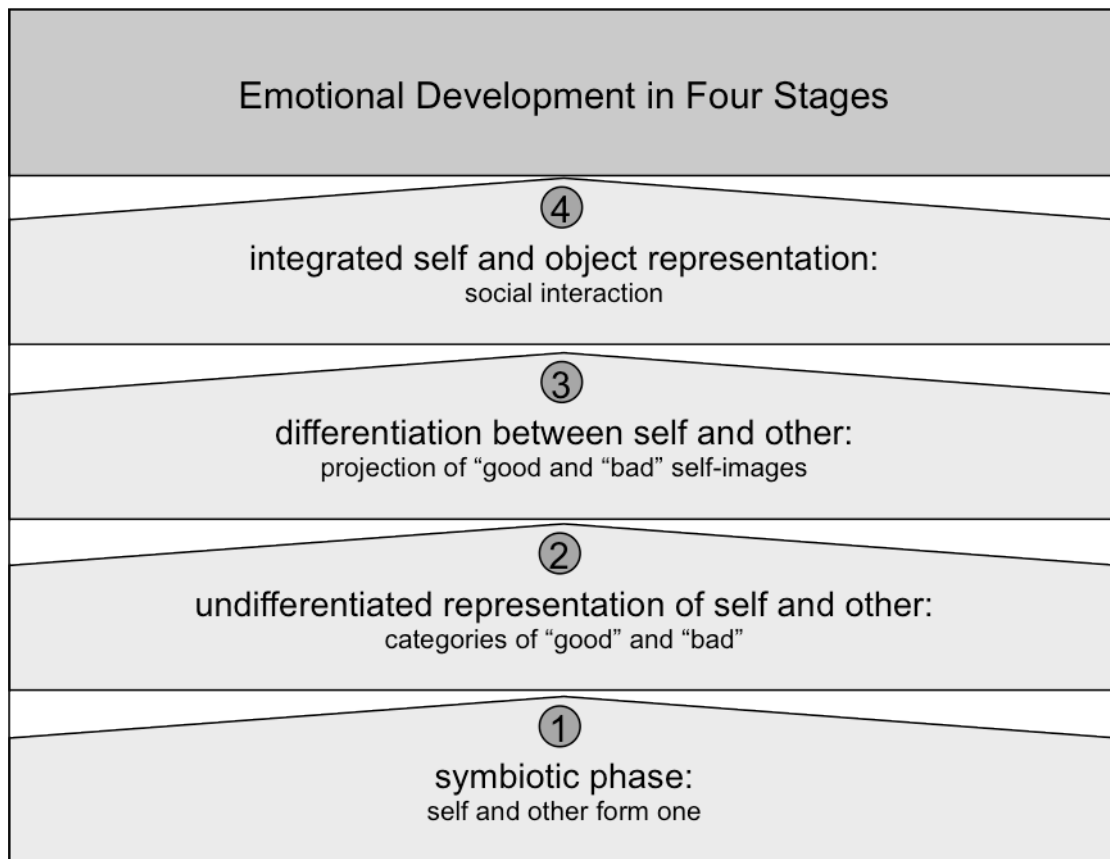 Emotional Development in Four Stages
4
integrated self and object representation:
social interaction
3
differentiation between self and other:
projection of “good and “bad” self-images
2
undifferentiated representation of self and other:
categories of “good” and “bad”
1
symbiotic phase:
self and other form one